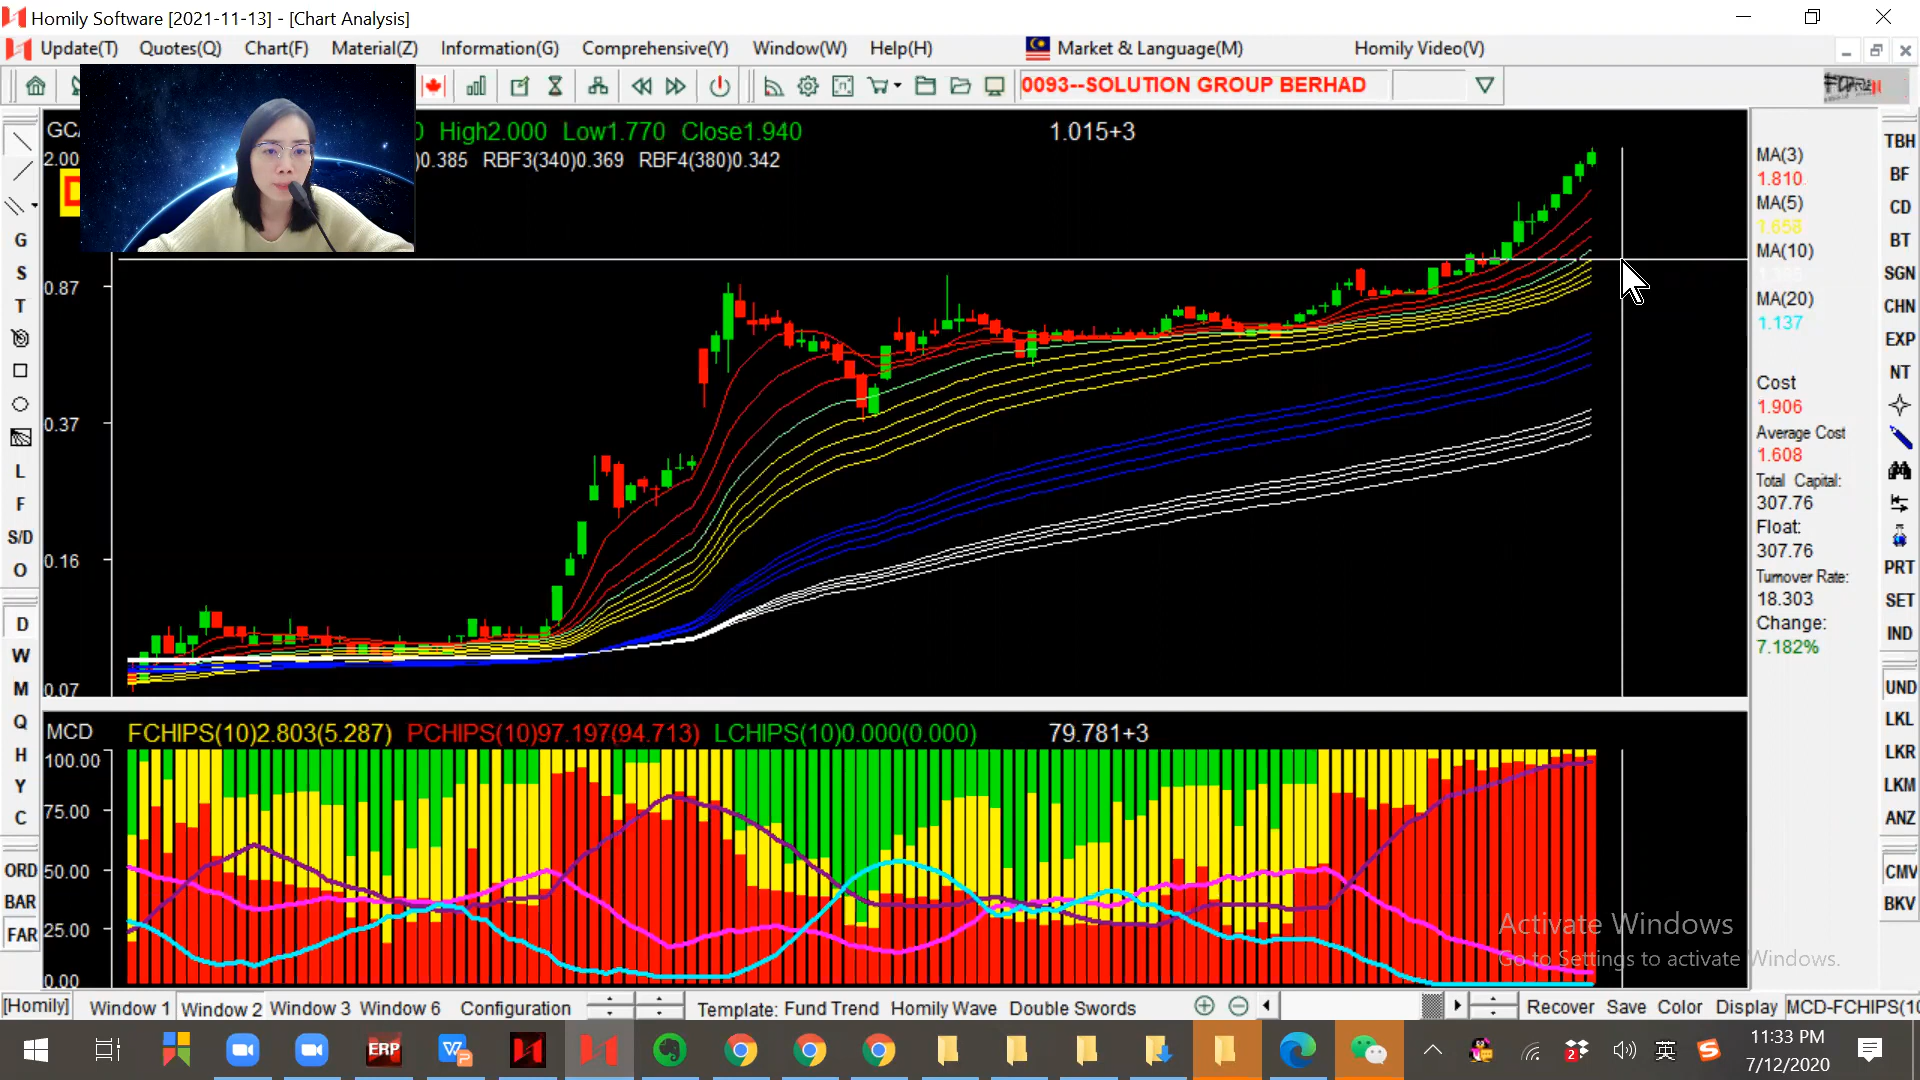 Homily Software [2021-11-13] - [Chart Analysis]
Update(T) Quotes(Q) Chart(F) Material(Z) Information(G) Comprehensive(Y) Window(W) Help(H) Market & Language(M) Homily Video(V)
0093--SOLUTION GROUP BERHAD
High2.000 Low1.770 Close1.940 1.015+3
0.385 RBF3(340)0.369 RBF4(380)0.342
2.00
0.87
0.37
0.16
0.07
MA(3)
1.810
MA(5)
1.658
MA(10)
MA(20)
1.137
Cost
1.906
Average Cost
1.608
Total Capital:
307.76
Float:
307.76
Turnover Rate:
18.303
Change:
7.182%
G
S
T
L
F
S/D
O
D
W
M
Q
H
Y
C
ORD
BAR
FAR
TBH
BF
CD
BT
SGN
CHN
EXP
NT
PRT
SET
IND
UND
LKL
LKR
LKM
ANZ
CMV
BKV
MCD FCHIPS(10)2.803(5.287) PCHIPS(10)97.197(94.713) LCHIPS(10)0.000(0.000) 79.781+3
100.00
75.00
50.00
25.00
0.00
Activate Windows
Go to Settings to activate Windows.
[Homily] Window 1 Window 2 Window 3 Window 6 Configuration Template: Fund Trend Homily Wave Double Swords Recover Save Color Display MCD-FCHIPS(10
ERP
英
11:33 PM
7/12/2020